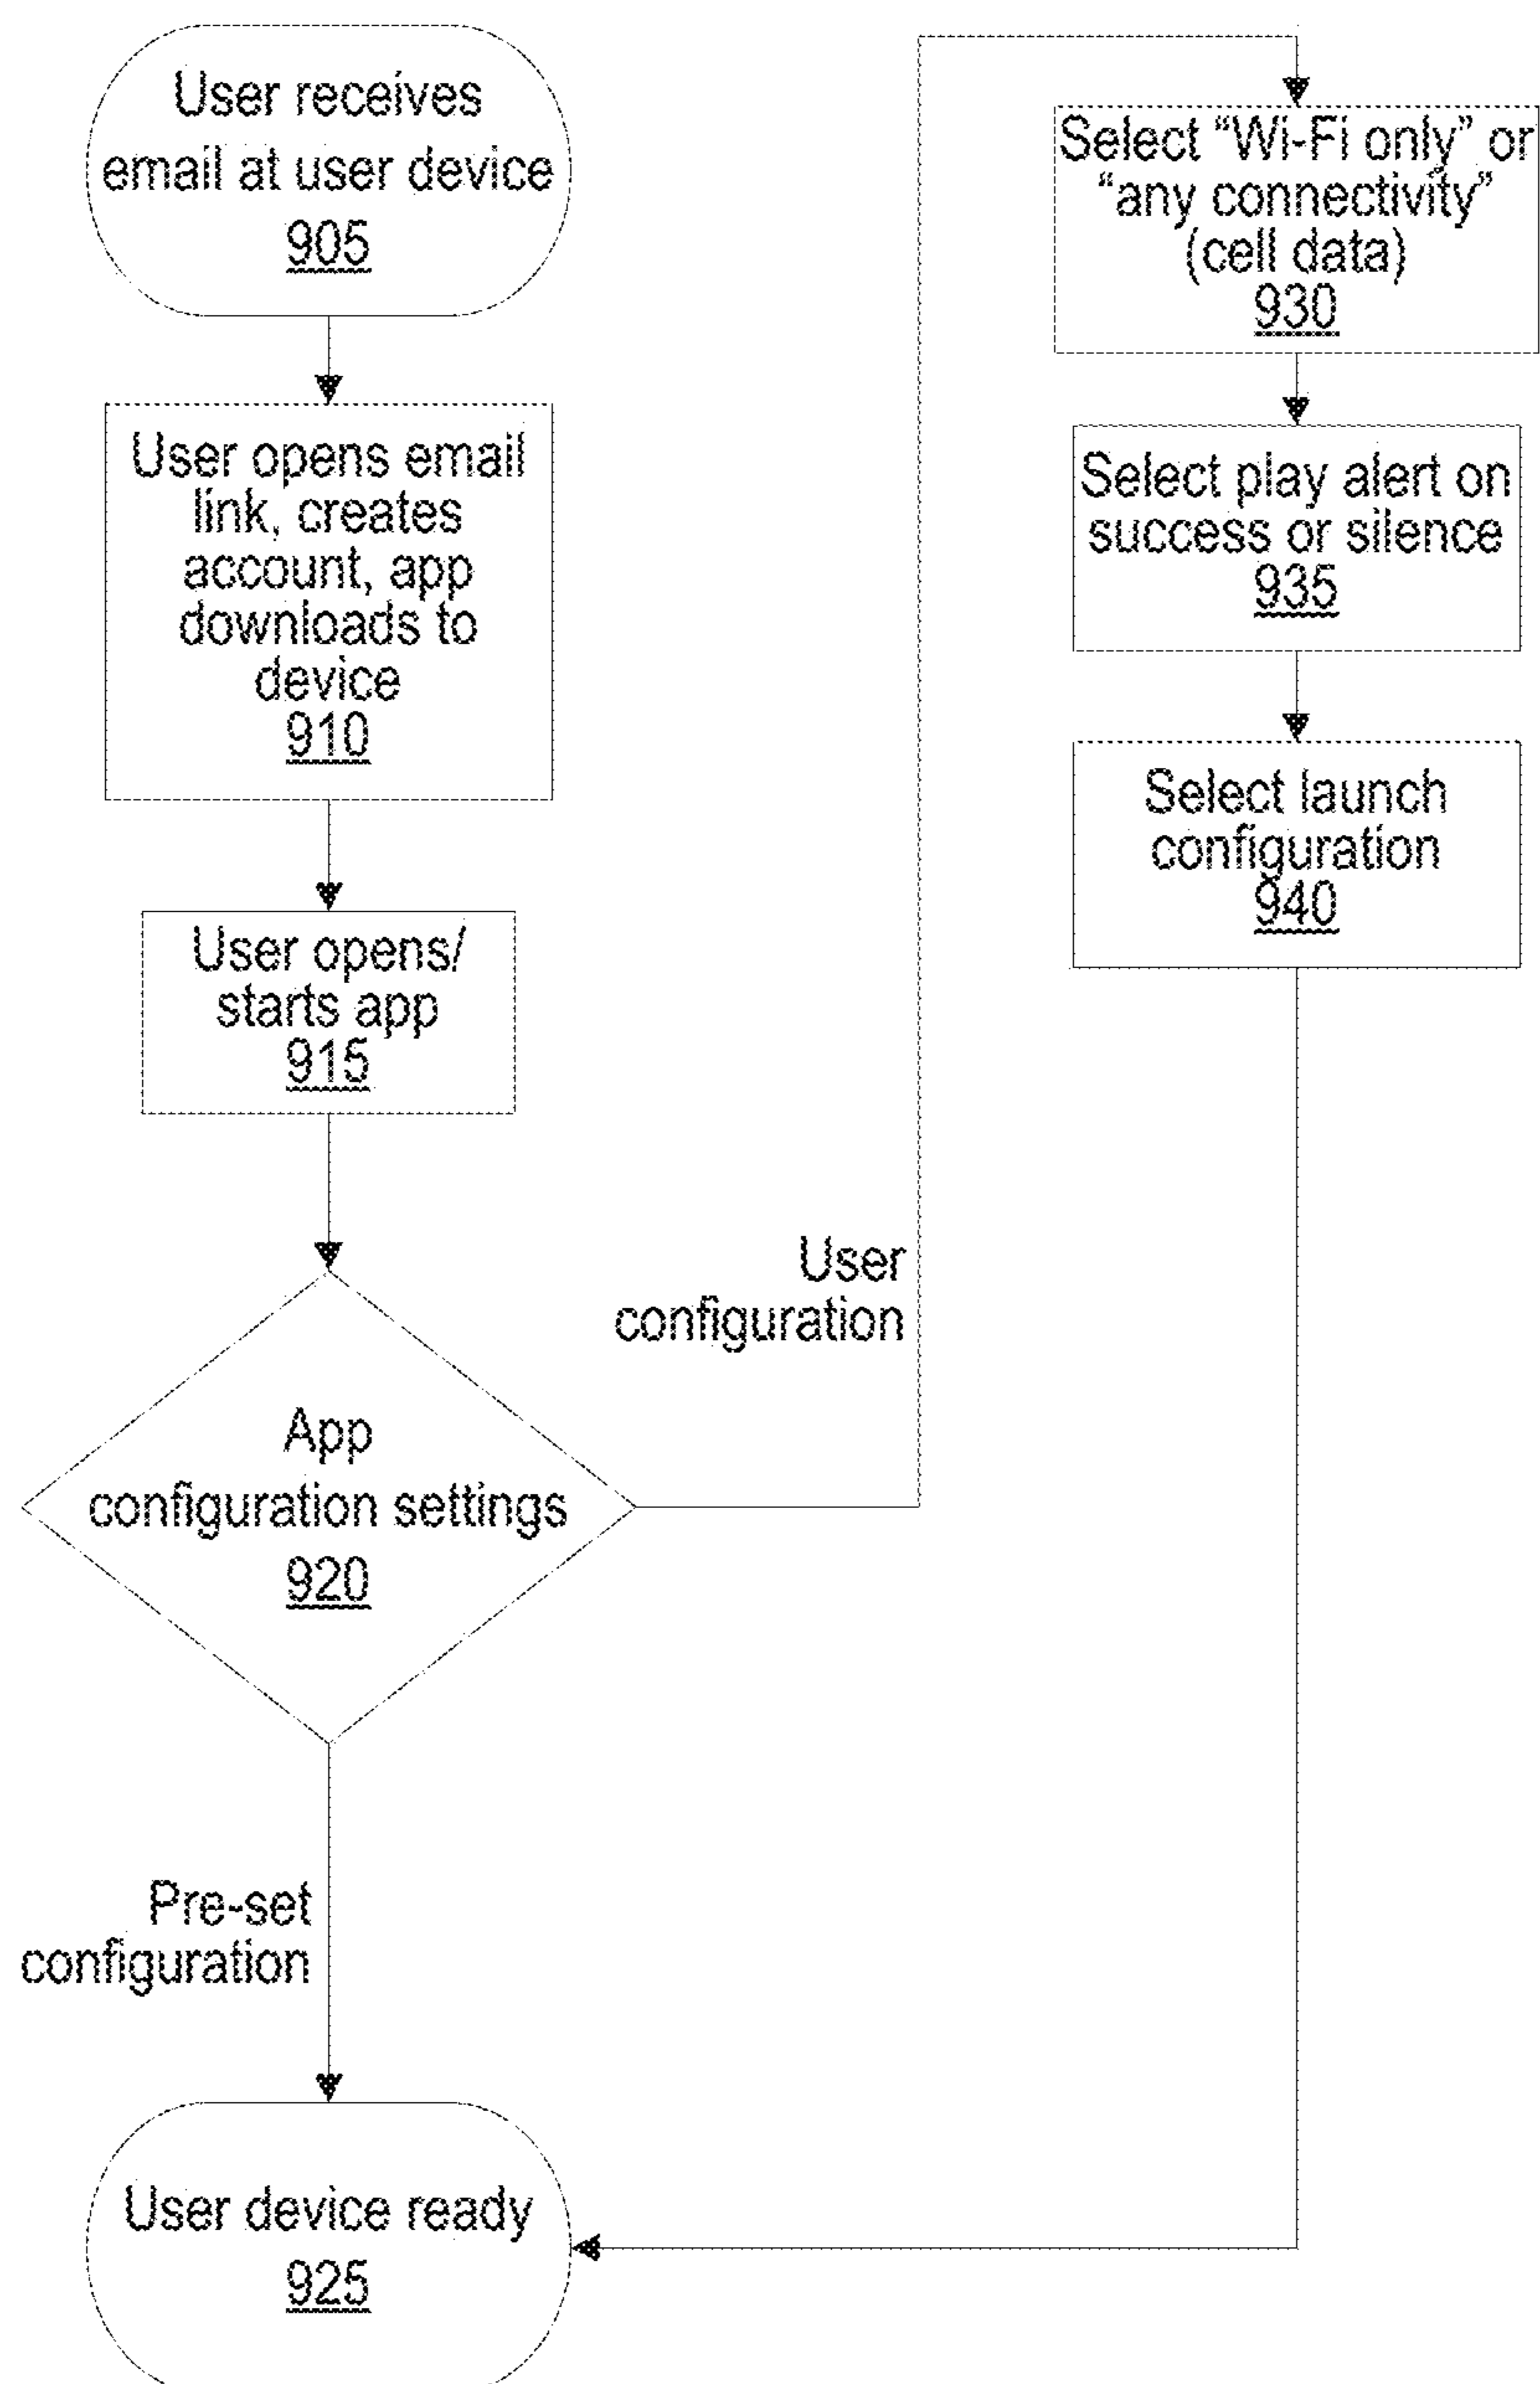 User receives
email at user device
905
User opens email
link, creates
account, app
downloads to
device
910
User opens/
starts app
915
App
configuration settings
920
User
configuration
Pre-set
configuration
User device ready
925
Select “Wi-Fi only” or
“any connectivity”
(cell data)
930
Select play alert on
success or silence
935
Select launch
configuration
940